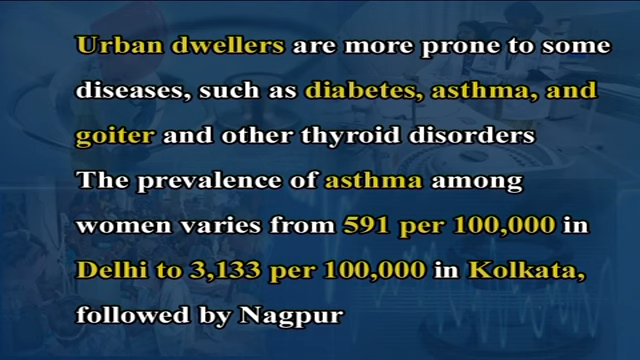 Urban dwellers are more prone to some
diseases, such as diabetes, asthma, and
goiter and other thyroid disorders
The prevalence of asthma among
women varies from 591 per 100,000 in
Delhi to 3,133 per 100,000 in Kolkata,
followed by Nagpur